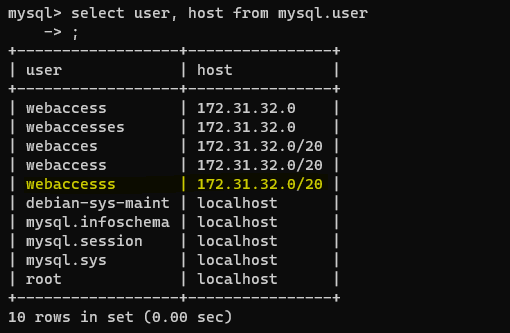 mysql> select user, host from mysql.user
    -> ;
+------------------+----------------+
| user             | host           |
+------------------+----------------+
| webaccess        | 172.31.32.0    |
| webaccesses      | 172.31.32.0    |
| webacces         | 172.31.32.0/20 |
| webaccess        | 172.31.32.0/20 |
| webaccesss       | 172.31.32.0/20 |
| debian-sys-maint | localhost      |
| mysql.infoschema | localhost      |
| mysql.session    | localhost      |
| mysql.sys        | localhost      |
| root             | localhost      |
+------------------+----------------+
10 rows in set (0.00 sec)